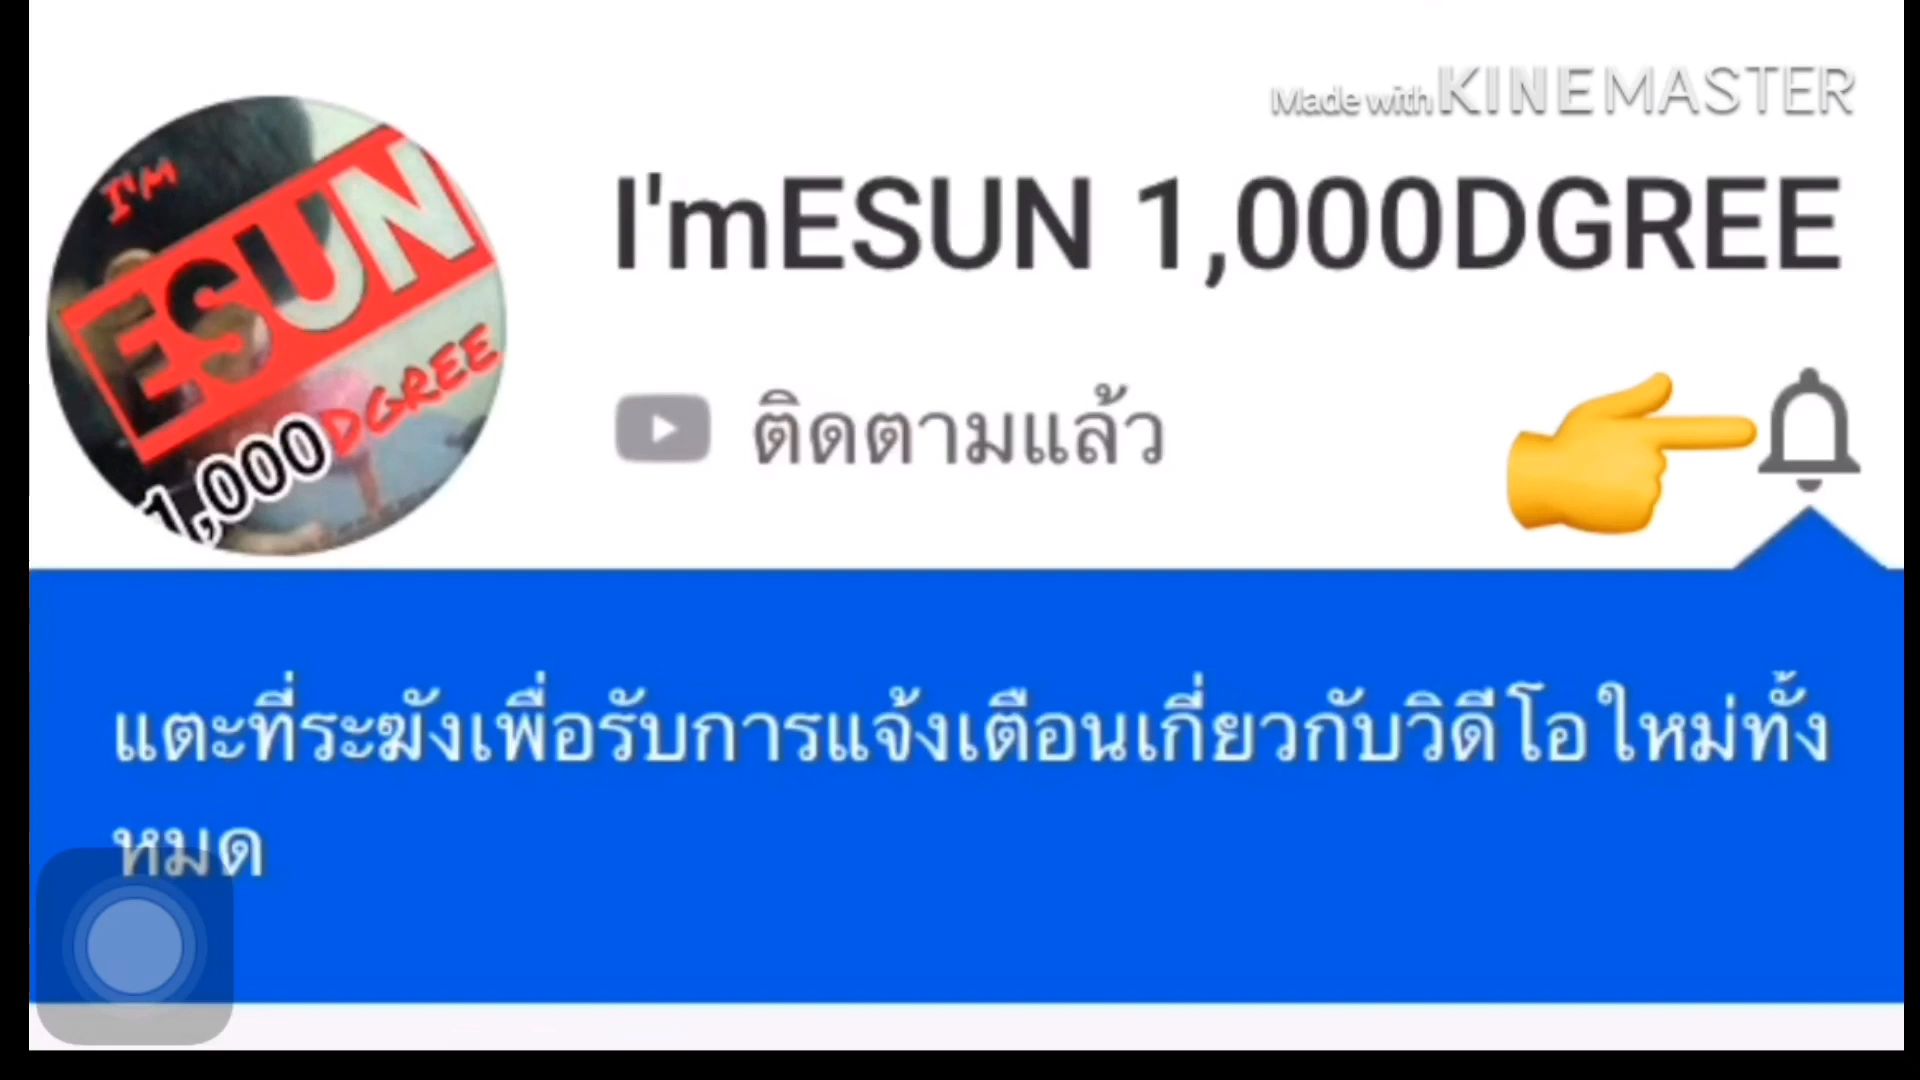 Made with KINEMASTER
I'M
ESUN
1,000DGREE
I'mESUN 1,000DGREE
ติดตามแล้ว
แตะที่ระฆังเพื่อรับการแจ้งเตือนเกี่ยวกับวิดีโอใหม่ทั้ง
หมด